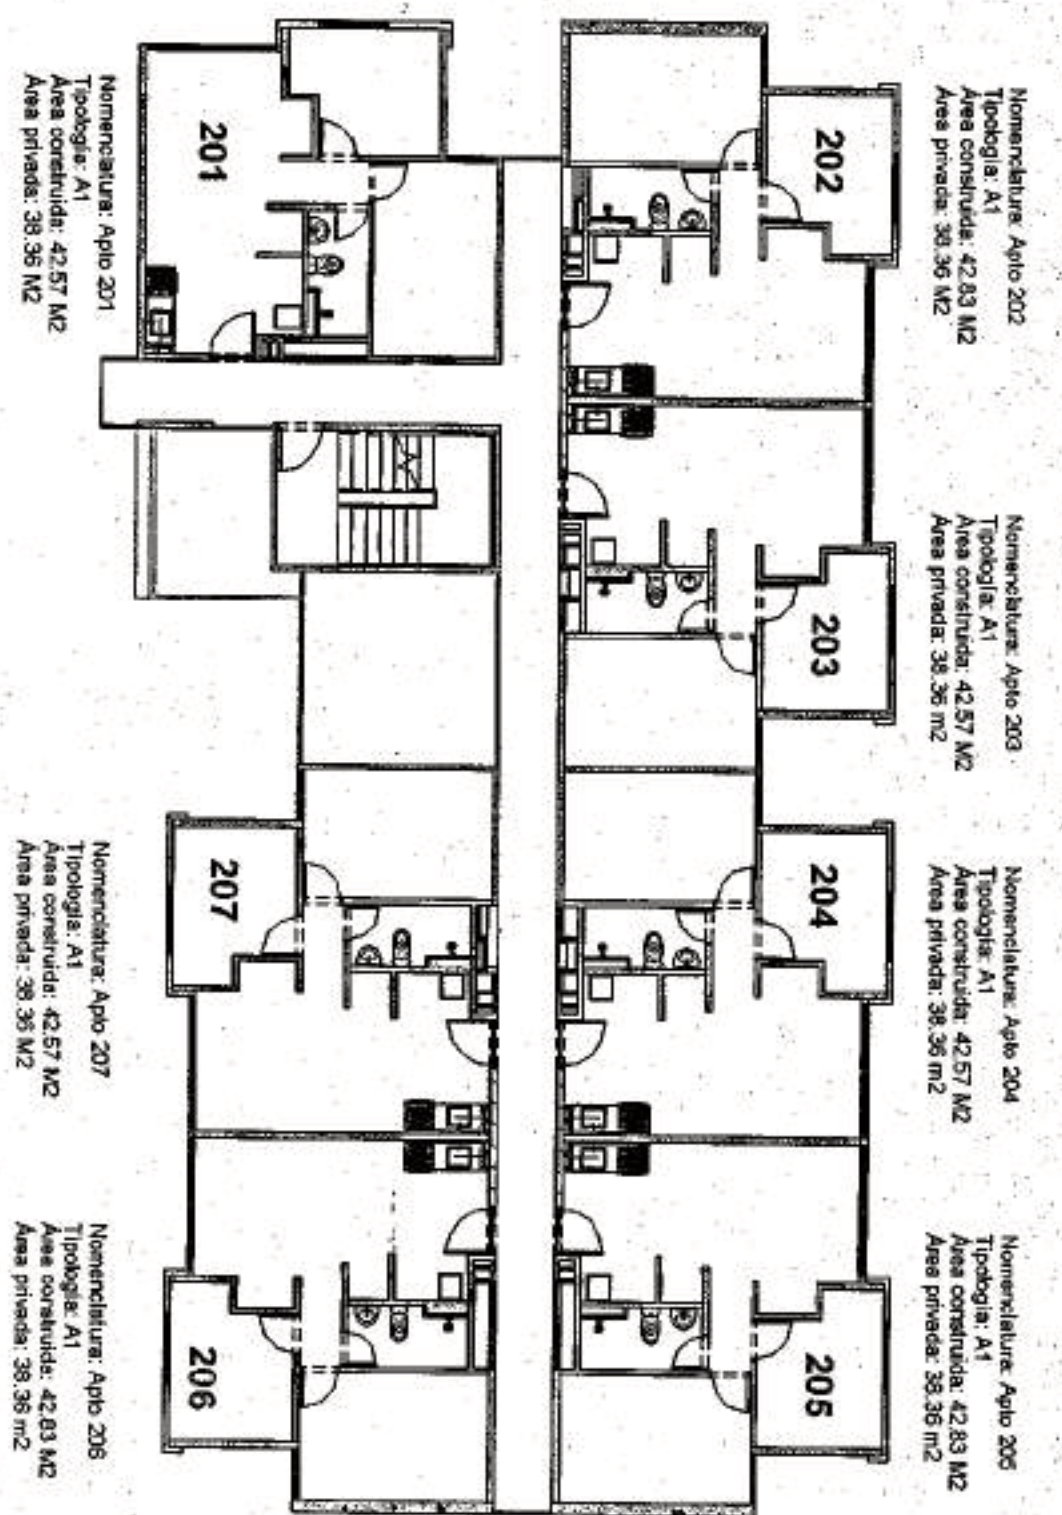 Nomenclatura: Apto 202
Tipología: A1
Área construida: 42.83 M2
Área privada: 38.36 M2
Nomenclatura: Apto 203
Tipología: A1
Área construida: 42.57 M2
Área privada: 38.36 m2
Nomenclatura: Apto 204
Tipología: A1
Área construida: 42.57 M2
Área privada: 38.36 m2
Nomenclatura: Apto 205
Tipología: A1
Área construida: 42.83 M2
Área privada: 38.36 m2
202
203
204
205
201
207
206
Nomenclatura: Apto 201
Tipología: A1
Área construida: 42.57 M2
Área privada: 38.36 M2
Nomenclatura: Apto 207
Tipología: A1
Área construida: 42.57 M2
Área privada: 38.36 M2
Nomenclatura: Apto 206
Tipología: A1
Área construida: 42.83 M2
Área privada: 38.36 m2